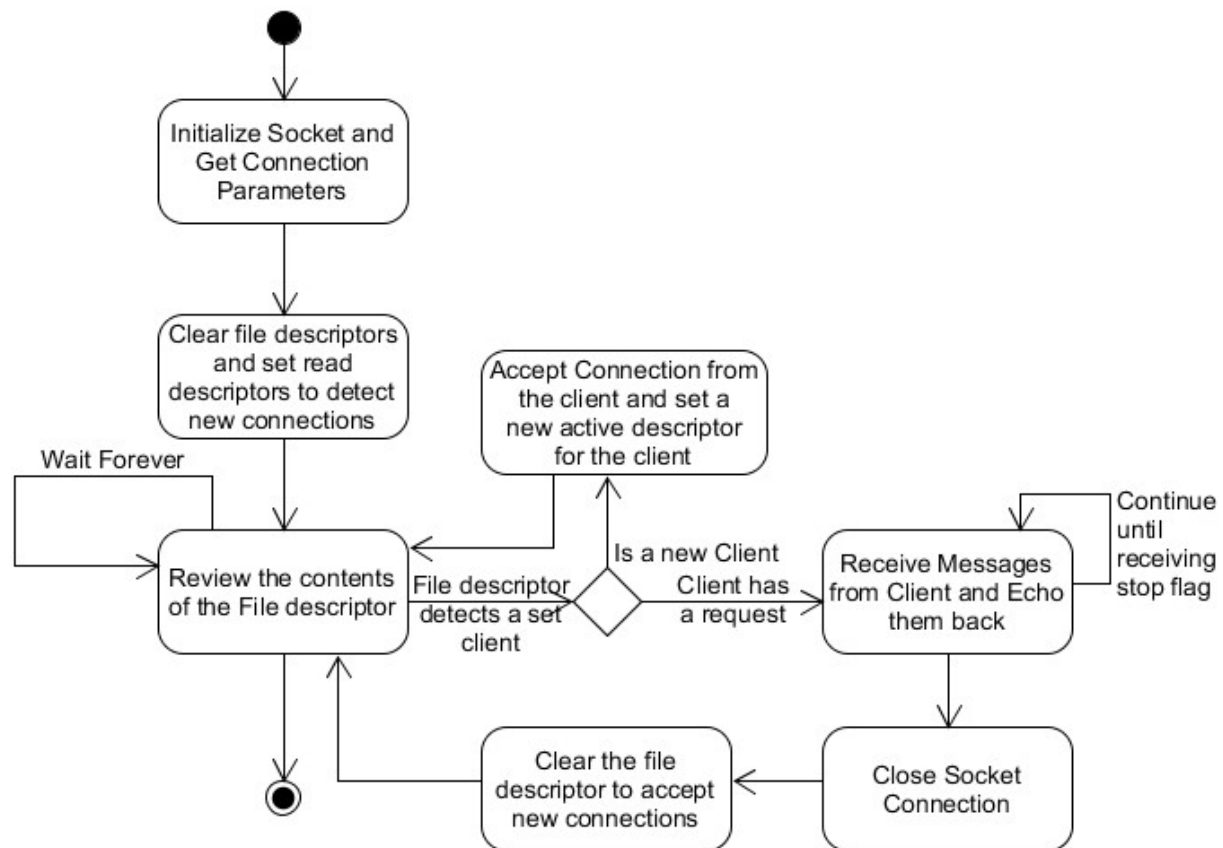 Initialize Socket and
Get Connection
Parameters
Clear file descriptors
and set read
descriptors to detect
new connections
Accept Connection from
the client and set a
new active descriptor
for the client
Wait Forever
Review the contents
of the File descriptor
File descriptor
detects a set
client
Is a new Client
Client has
a request
Receive Messages
from Client and Echo
them back
Continue
until
receiving
stop flag
Clear the file
descriptor to accept
new connections
Close Socket
Connection